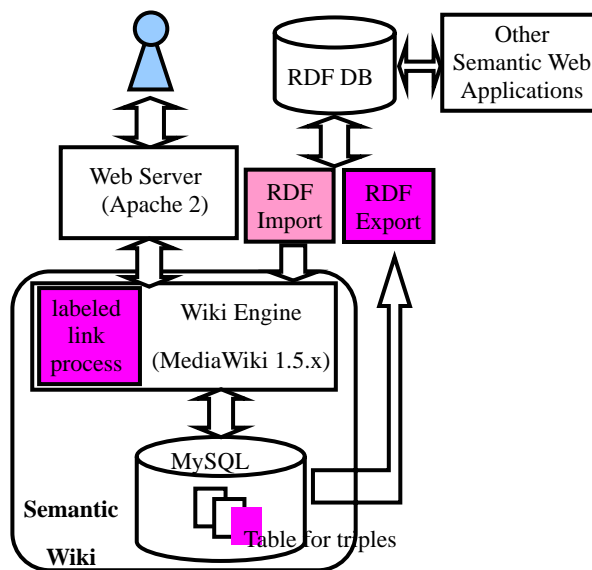 Other
Semantic Web
Applications
RDF DB
Web Server
(Apache 2)
RDF
Import
RDF
Export
labeled
link
process
Wiki Engine
(MediaWiki 1.5.x)
MySQL
Table for triples
Semantic
Wiki